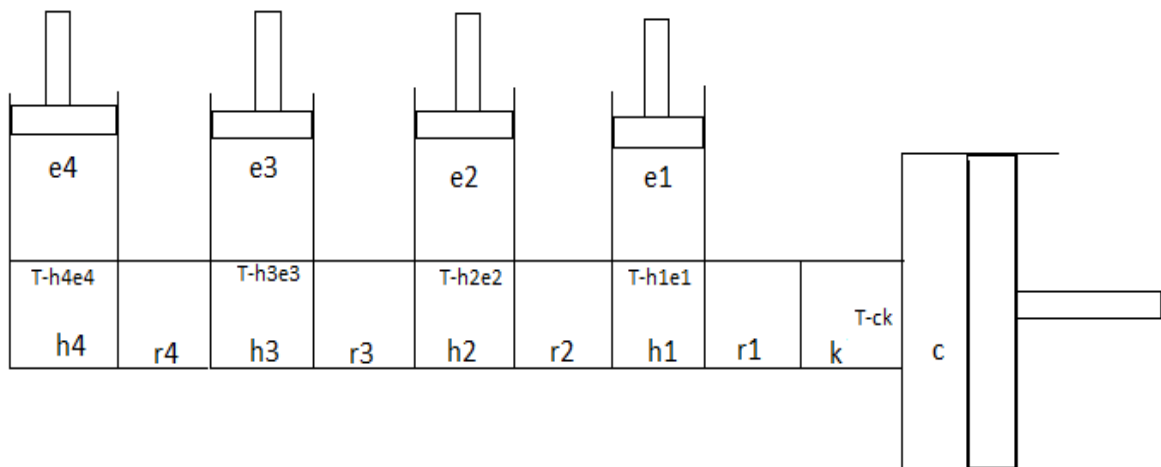 e4 e3 e2 e1
T-h4e4 T-h3e3 T-h2e2 T-h1e1
T-ck
h4 r4 h3 r3 h2 r2 h1 r1 k c